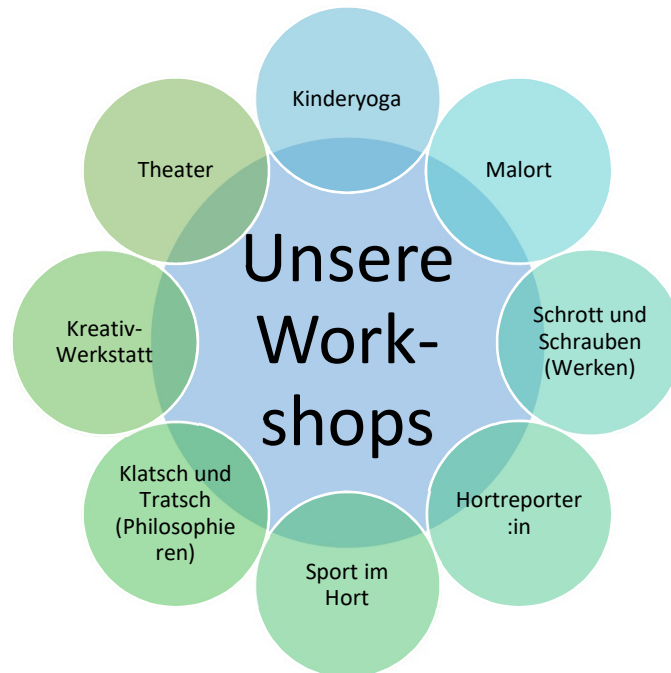 Kinderyoga
Malort
Schrott und
Schrauben
(Werken)
Hortreporter
:in
Sport im
Hort
Klatsch und
Tratsch
(Philosophie
ren)
Kreativ-
Werkstatt
Theater
Unsere
Work-
shops